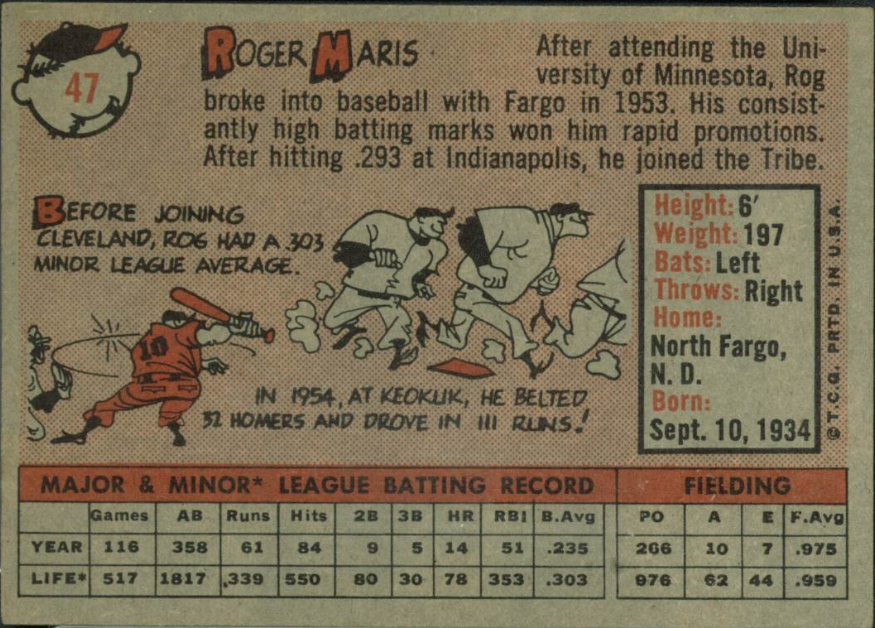 47
ROGER MARIS
After attending the Uni-
versity of Minnesota, Rog
broke into baseball with Fargo in 1953. His consist-
antly high batting marks won him rapid promotions.
After hitting .293 at Indianapolis, he joined the Tribe.
BEFORE JOINING
CLEVELAND, ROG HAD A 303
MINOR LEAGUE AVERAGE.
10
IN 1954, AT KEOKUK, HE BELTED
32 HOMERS AND DROVE IN 111 RUNS!
Height: 6'
Weight: 197
Bats: Left
Throws: Right
Home:
North Fargo,
N. D.
Born:
Sept. 10, 1934
© T.C.G. PRTD. IN U.S.A.
MAJOR & MINOR* LEAGUE BATTING RECORD FIELDING
Games AB Runs Hits 2B 3B HR RBI B.Avg PO A E F.Avg
YEAR 116 358 61 84 9 5 14 51 .235 266 10 7 .975
LIFE* 517 1817 339 550 80 30 78 353 .303 976 62 44 .959